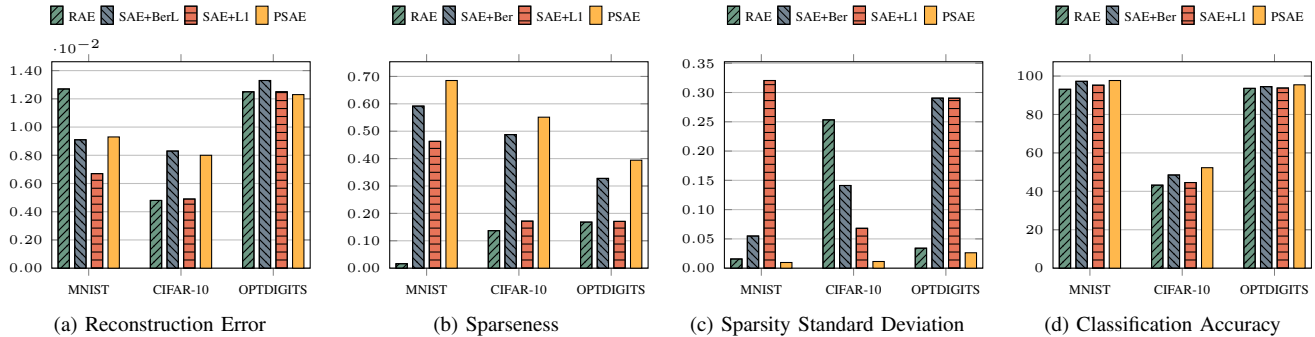 RAE SAE+BerL SAE+L1 PSAE
·10⁻²
1.40
1.20
1.00
0.80
0.60
0.40
0.20
0.00
MNIST CIFAR-10 OPTDIGITS
(a) Reconstruction Error
RAE SAE+Ber SAE+L1 PSAE
0.70
0.60
0.50
0.40
0.30
0.20
0.10
0.00
MNIST CIFAR-10 OPTDIGITS
(b) Sparseness
RAE SAE+Ber SAE+L1 PSAE
0.35
0.30
0.25
0.20
0.15
0.10
0.05
0.00
MNIST CIFAR-10 OPTDIGITS
(c) Sparsity Standard Deviation
RAE SAE+Ber SAE+L1 PSAE
100
80
60
40
20
0
MNIST CIFAR-10 OPTDIGITS
(d) Classification Accuracy